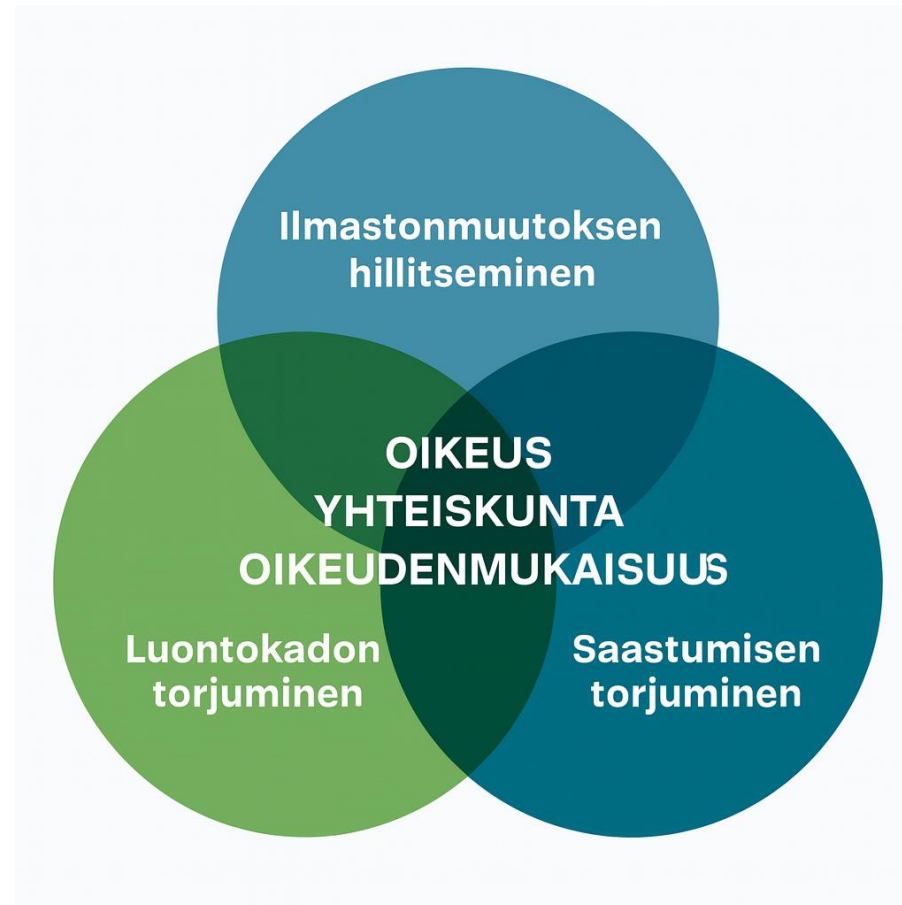 Ilmastonmuutoksen
hillitseminen
OIKEUS
YHTEISKUNTA
OIKEUDENMUKAISUUS
Luontokadon
torjuminen
Saastumisen
torjuminen